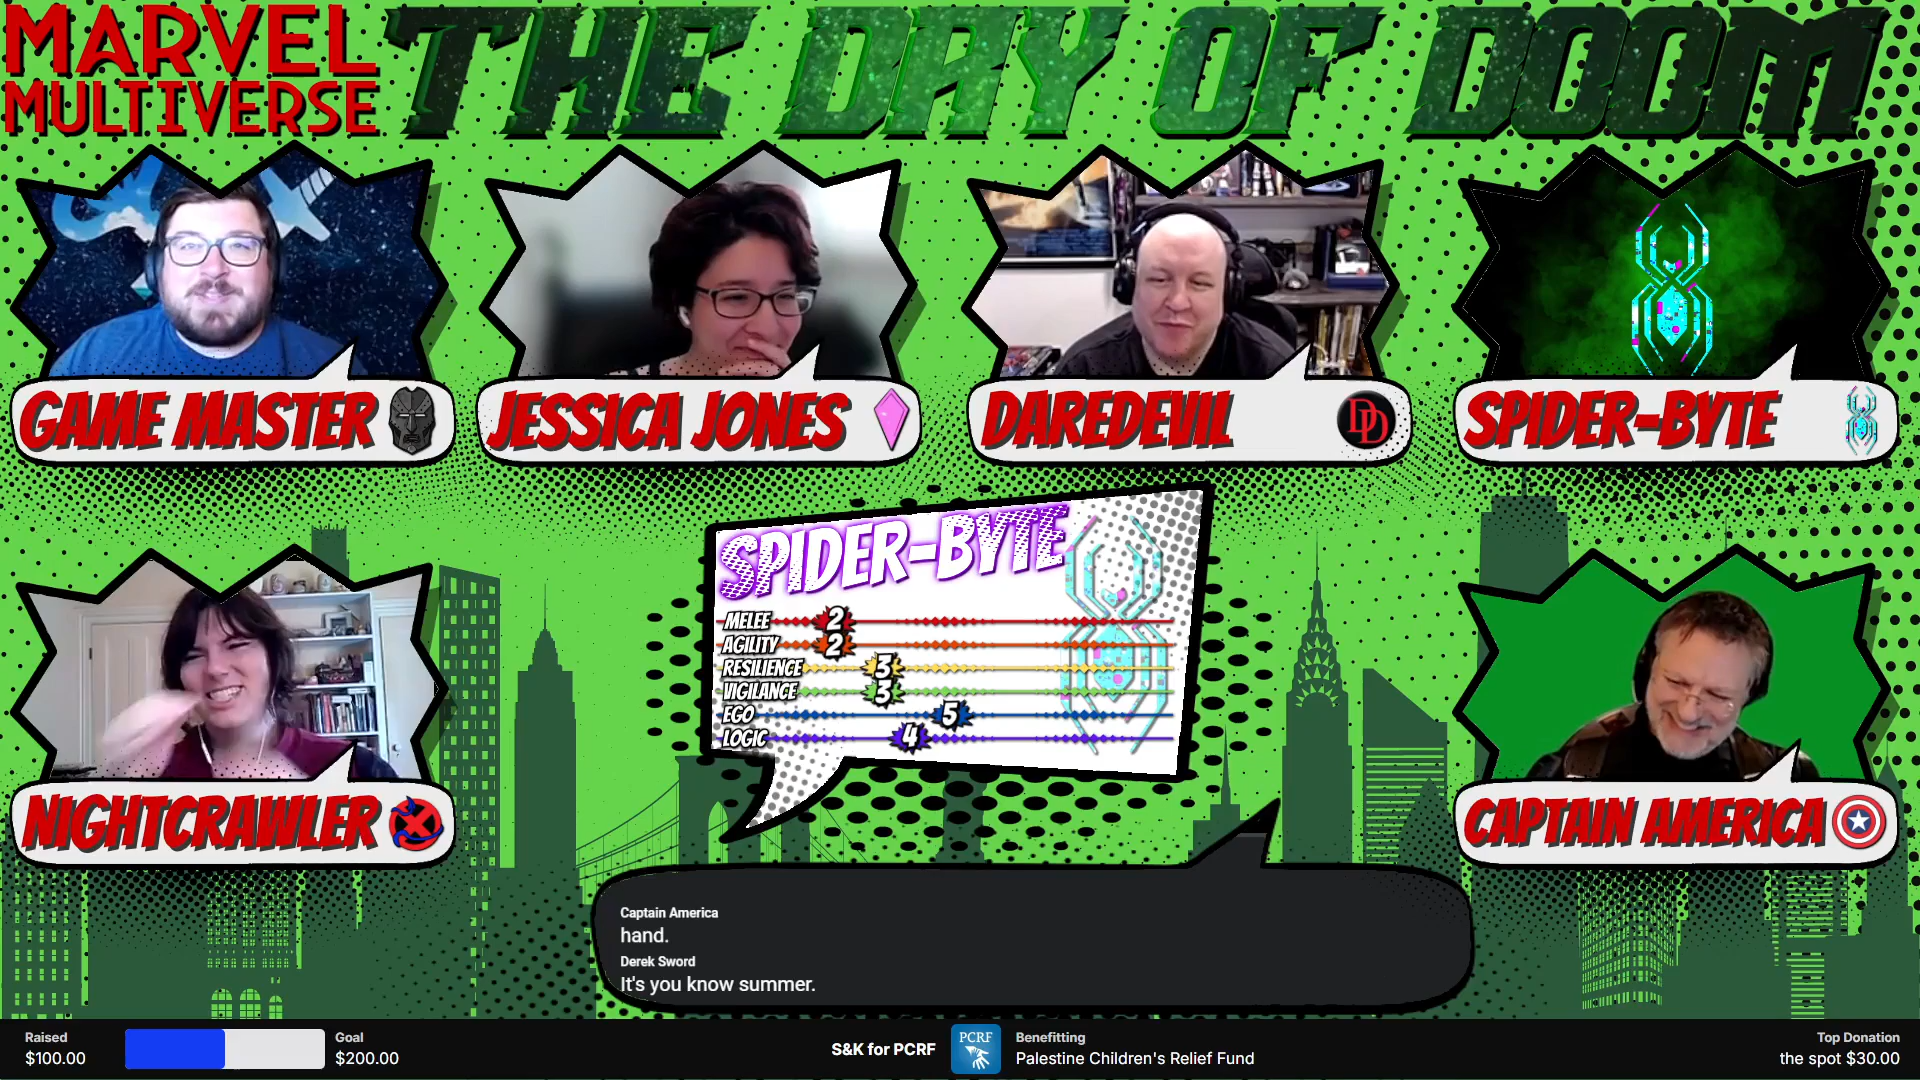 MARVEL
MULTIVERSE
THE DAY OF DOOM
GAME MASTER
JESSICA JONES
DAREDEVIL
DD
SPIDER-BYTE
NIGHTCRAWLER
SPIDER-BYTE
MELEE 2
AGILITY 2
RESILIENCE 3
VIGILANCE 3
EGO 5
LOGIC 4
CAPTAIN AMERICA
Captain America
hand.
Derek Sword
It's you know summer.
Raised
$100.00
Goal
$200.00
S&K for PCRF
PCRF
Benefitting
Palestine Children's Relief Fund
Top Donation
the spot $30.00